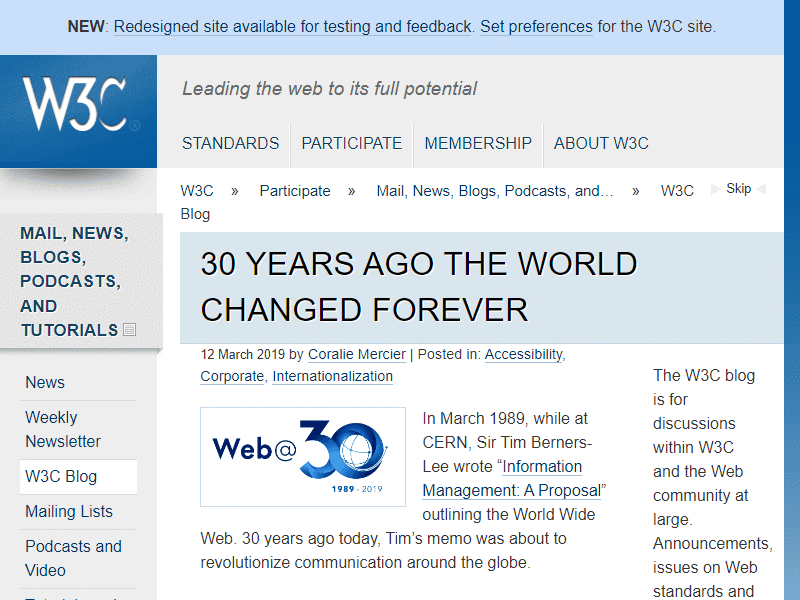 NEW: Redesigned site available for testing and feedback. Set preferences for the W3C site.
W3C®
Leading the web to its full potential
STANDARDS PARTICIPATE MEMBERSHIP ABOUT W3C
W3C » Participate » Mail, News, Blogs, Podcasts, and… » W3C
Blog
Skip
MAIL, NEWS,
BLOGS,
PODCASTS,
AND
TUTORIALS
News
Weekly
Newsletter
W3C Blog
Mailing Lists
Podcasts and
Video
30 YEARS AGO THE WORLD
CHANGED FOREVER
12 March 2019 by Coralie Mercier | Posted in: Accessibility,
Corporate, Internationalization
Web@30
1989 - 2019
In March 1989, while at
CERN, Sir Tim Berners-
Lee wrote “Information
Management: A Proposal”
outlining the World Wide
Web. 30 years ago today, Tim’s memo was about to
revolutionize communication around the globe.
The W3C blog
is for
discussions
within W3C
and the Web
community at
large.
Announcements,
issues on Web
standards and